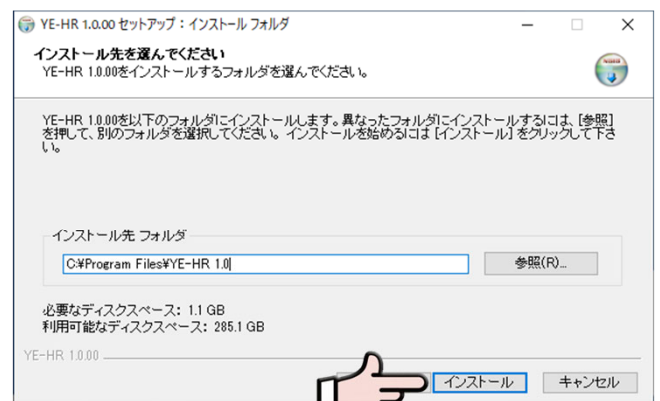 YE-HR 1.0.00 セットアップ：インストール フォルダ
インストール先を選んでください
YE-HR 1.0.00をインストールするフォルダを選んでください。
YE-HR 1.0.00を以下のフォルダにインストールします。異なったフォルダにインストールするには、[参照]
を押して、別のフォルダを選択してください。インストールを始めるには [インストール] をクリックして下さ
い。
インストール先 フォルダ
C:¥Program Files¥YE-HR 1.0
参照(R)...
必要なディスクスペース： 1.1 GB
利用可能なディスクスペース： 285.1 GB
YE-HR 1.0.00
インストール
キャンセル